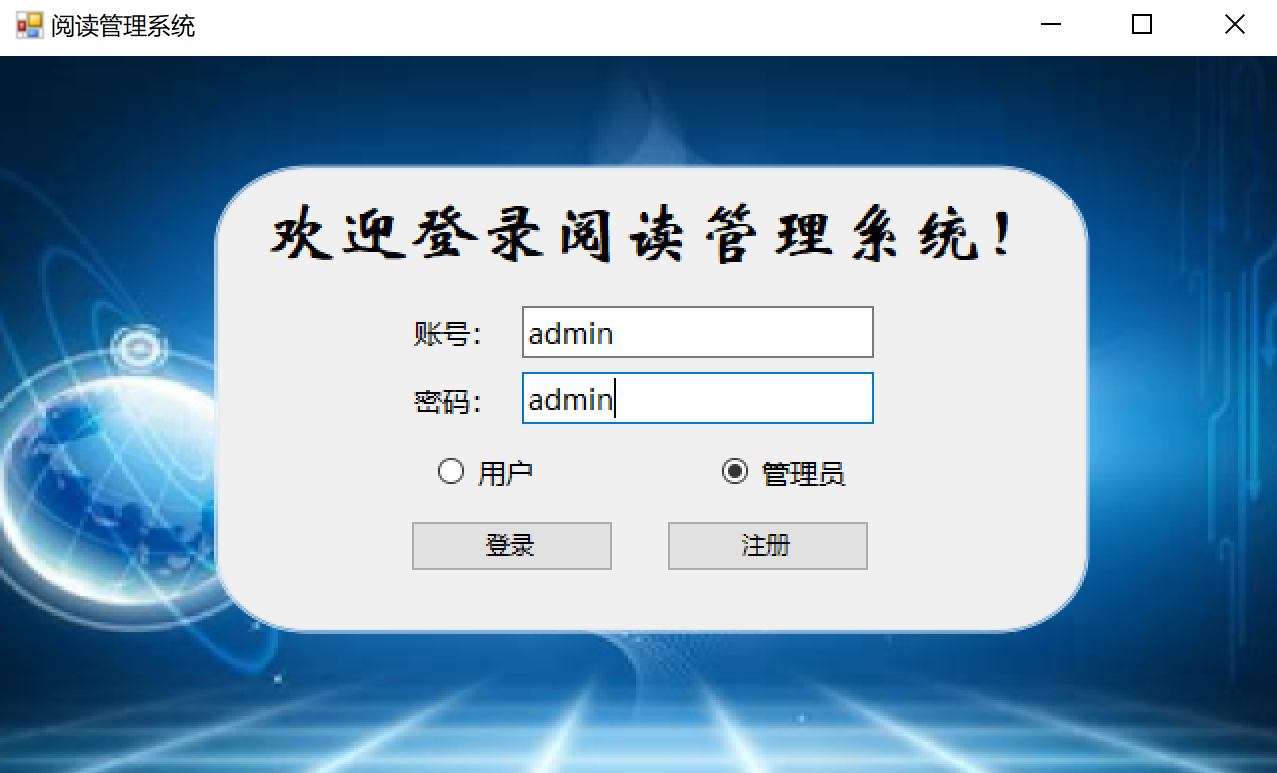 阅读管理系统
欢迎登录阅读管理系统!
账号: admin
密码: admin
用户 管理员
登录 注册